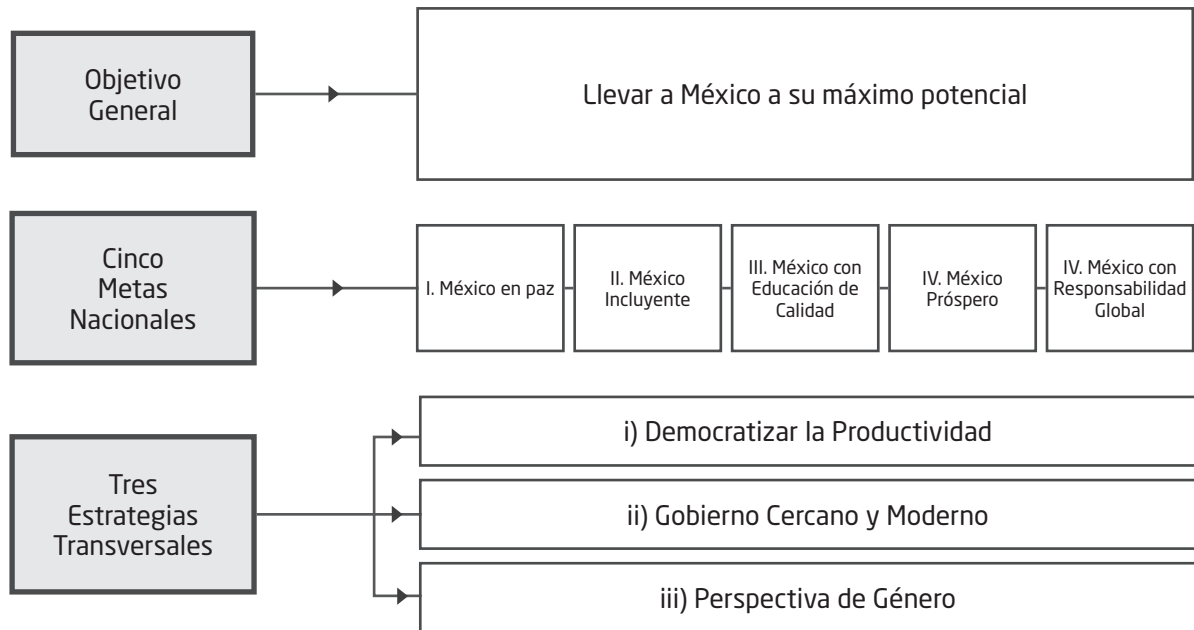 Objetivo
General
Llevar a México a su máximo potencial
Cinco
Metas
Nacionales
I. México en paz
II. México
Incluyente
III. México con
Educación de
Calidad
IV. México
Próspero
IV. México con
Responsabilidad
Global
Tres
Estrategias
Transversales
i) Democratizar la Productividad
ii) Gobierno Cercano y Moderno
iii) Perspectiva de Género